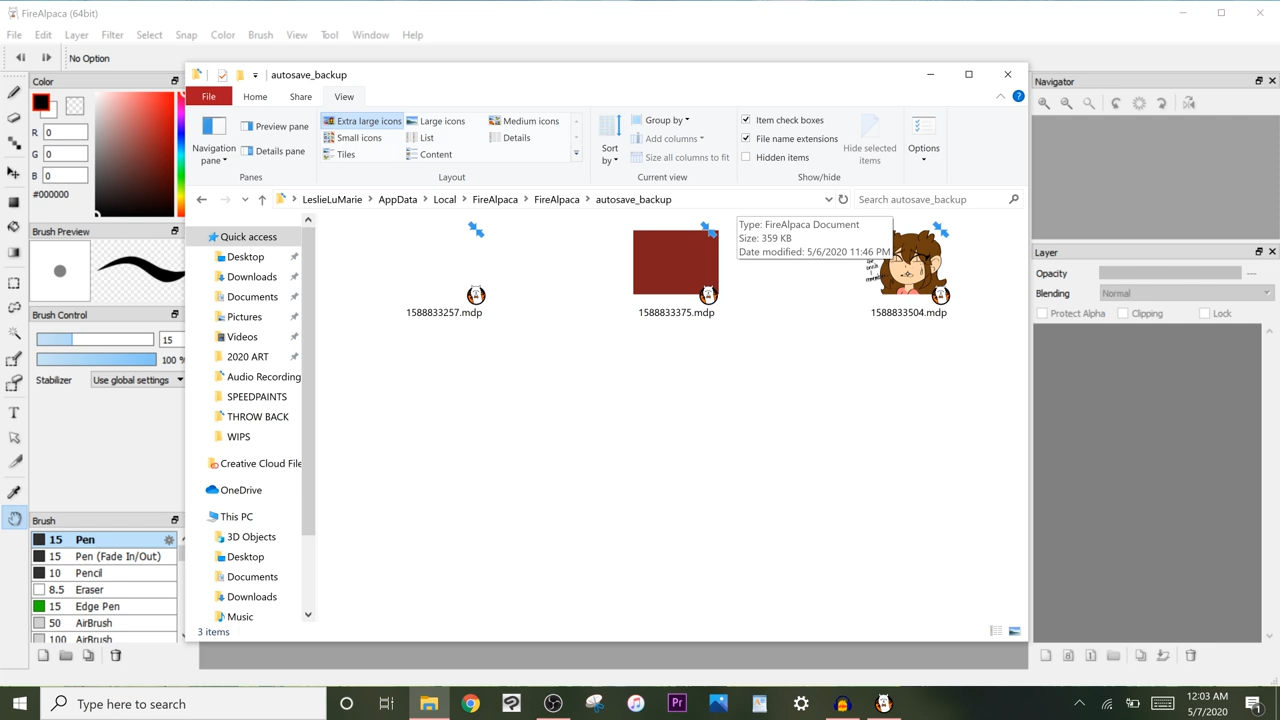 FireAlpaca (64bit)
File Edit Layer Filter Select Snap Color Brush View Tool Window Help
No Option
Color
R 0
G 0
B 0
#000000
Brush Preview
Brush Control
15
100 %
Stabilizer Use global settings
Brush
15 Pen
15 Pen (Fade In/Out)
10 Pencil
8.5 Eraser
15 Edge Pen
50 AirBrush
100 AirBrush
autosave_backup
File Home Share View
Navigation pane
Preview pane
Details pane
Panes
Extra large icons Large icons Medium icons
Small icons List Details
Tiles Content
Layout
Sort by
Group by
Add columns
Size all columns to fit
Current view
Item check boxes
File name extensions
Hidden items
Hide selected items
Show/hide
Options
LeslieLuMarie > AppData > Local > FireAlpaca > FireAlpaca > autosave_backup
Search autosave_backup
Quick access
Desktop
Downloads
Documents
Pictures
Videos
2020 ART
Audio Recording
SPEEDPAINTS
THROW BACK
WIPS
Creative Cloud File
OneDrive
This PC
3D Objects
Desktop
Documents
Downloads
Music
Type: FireAlpaca Document
Size: 359 KB
Date modified: 5/6/2020 11:46 PM
1588833257.mdp
1588833375.mdp
1588833504.mdp
3 items
Navigator
Layer
Opacity
Blending Normal
Protect Alpha Clipping Lock
Type here to search
Pr
12:03 AM
5/7/2020
1